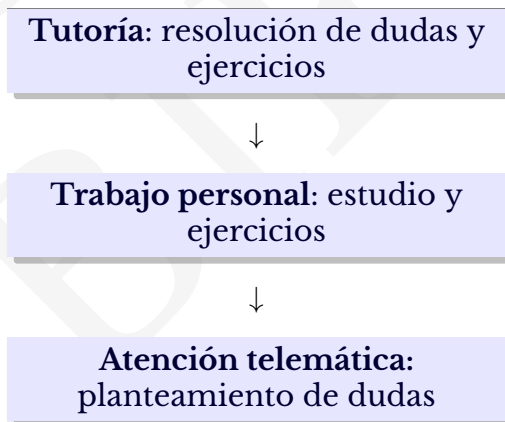 Tutoría: resolución de dudas y
ejercicios
↓
Trabajo personal: estudio y
ejercicios
↓
Atención telemática:
planteamiento de dudas